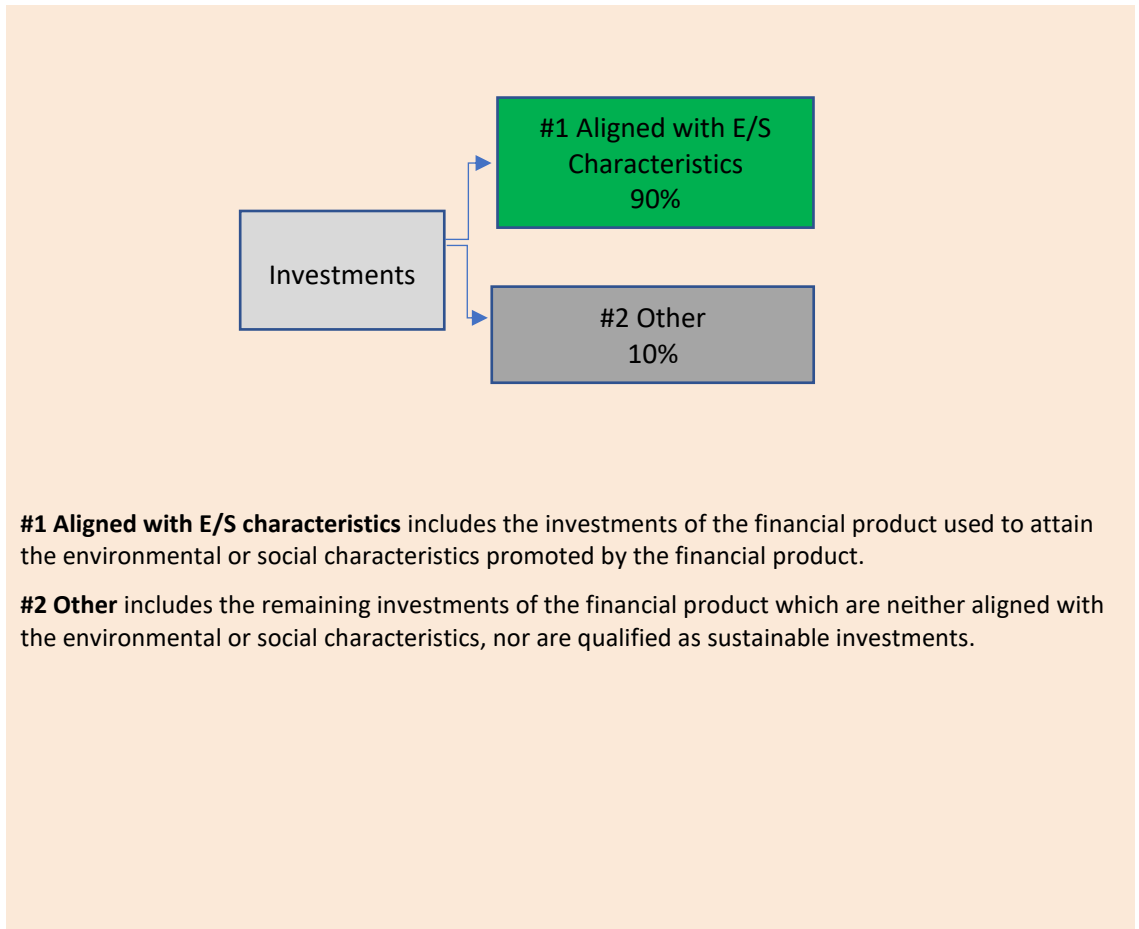 #1 Aligned with E/S
Characteristics
90%
Investments
#2 Other
10%
#1 Aligned with E/S characteristics includes the investments of the financial product used to attain
the environmental or social characteristics promoted by the financial product.
#2 Other includes the remaining investments of the financial product which are neither aligned with
the environmental or social characteristics, nor are qualified as sustainable investments.